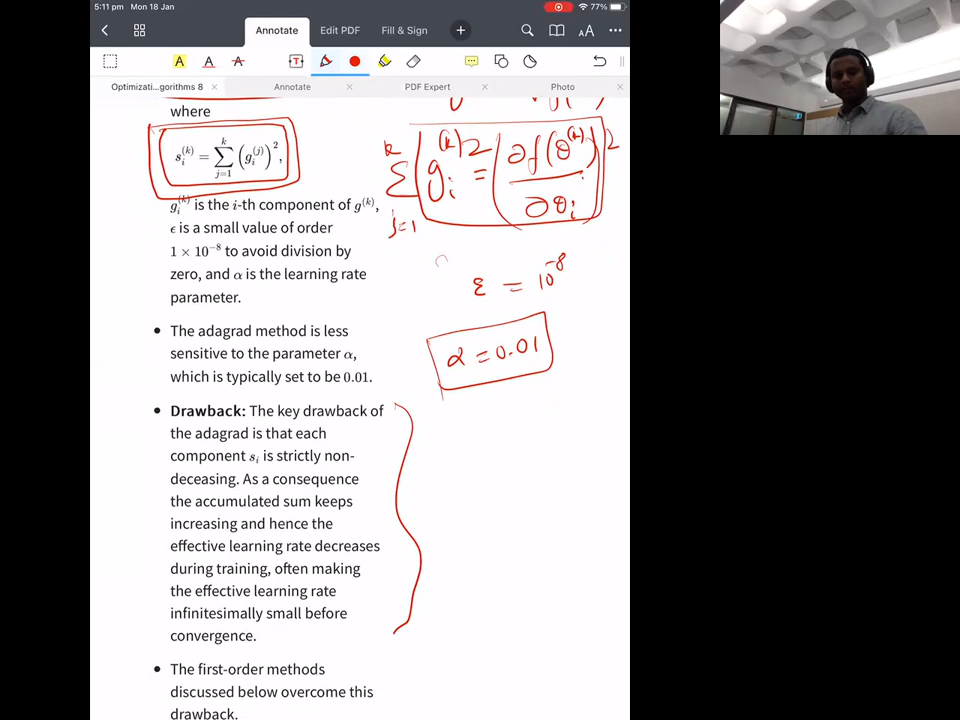 5:11 pm Mon 18 Jan
77%
Annotate Edit PDF Fill & Sign
AA
A A A T
Optimizati...gorithms 8 Annotate PDF Expert Photo
where
s_i^{(k)} = \sum_{j=1}^{k} (g_i^{(j)})^2,
g_i^{(k)} is the i-th component of g^{(k)},
ϵ is a small value of order
1 × 10^{-8} to avoid division by
zero, and α is the learning rate
parameter.
\sum_{j=1}^{k} g_i^{(k)2} = (∂f(θ^{(k)}) / ∂θ_i)^2
ε = 10^{-8}
α = 0.01
• The adagrad method is less
sensitive to the parameter α,
which is typically set to be 0.01.
• Drawback: The key drawback of
the adagrad is that each
component s_i is strictly non-
deceasing. As a consequence
the accumulated sum keeps
increasing and hence the
effective learning rate decreases
during training, often making
the effective learning rate
infinitesimally small before
convergence.
• The first-order methods
discussed below overcome this
drawback.